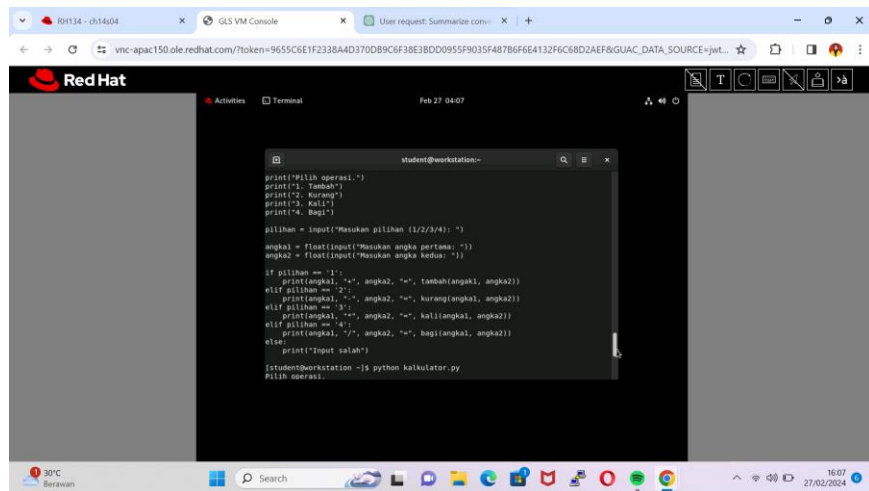 RH134 - ch14s04
GLS VM Console
User request: Summarize conv
vnc-apac150.ole.redhat.com/?token=9655C6E1F2338A4D370DB9C6F38E3BDD0955F9035F487B6F6E4132F6C68D2AEF&GUAC_DATA_SOURCE=jwt...
Red Hat
T
>à
Activities
Terminal
Feb 27 04:07
student@workstation:~
print("Pilih operasi.")
print("1. Tambah")
print("2. Kurang")
print("3. Kali")
print("4. Bagi")
pilihan = input("Masukan pilihan (1/2/3/4): ")
angka1 = float(input("Masukan angka pertama: "))
angka2 = float(input("Masukan angka kedua: "))
if pilihan == '1':
print(angka1, "+", angka2, "=", tambah(angak1, angka2))
elif pilihan == '2':
print(angka1, "-", angka2, "=", kurang(angka1, angka2))
elif pilihan == '3':
print(angka1, "*", angka2, "=", kali(angka1, angka2))
elif pilihan == '4':
print(angka1, "/", angka2, "=", bagi(angka1, angka2))
else:
print("Input salah")
[student@workstation ~]$ python kalkulator.py
Pilih operasi.
1
30°C
Berawan
Search
16:07
27/02/2024
6